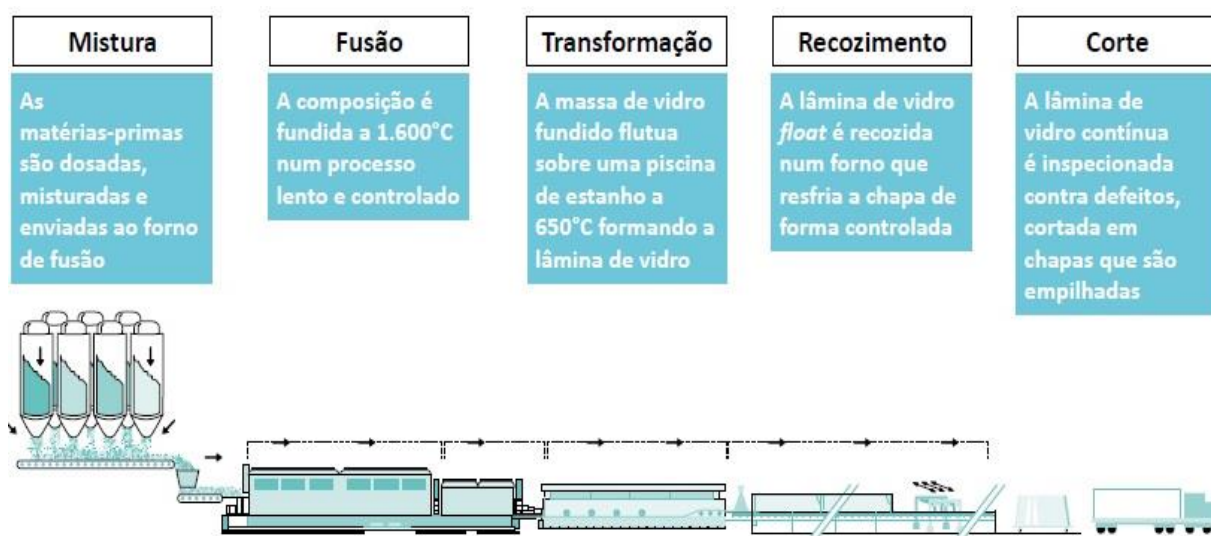 Mistura
As
matérias-primas
são dosadas,
misturadas e
enviadas ao forno
de fusão
Fusão
A composição é
fundida a 1.600°C
num processo
lento e controlado
Transformação
A massa de vidro
fundido flutua
sobre uma piscina
de estanho a
650°C formando a
lâmina de vidro
Recozimento
A lâmina de vidro
float é recozida
num forno que
resfria a chapa de
forma controlada
Corte
A lâmina de
vidro contínua
é inspecionada
contra defeitos,
cortada em
chapas que são
empilhadas